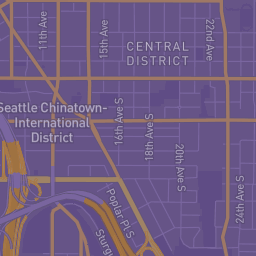 11th Ave
15th Ave
22nd Ave
CENTRAL
DISTRICT
Seattle Chinatown-
International
District
16th Ave S
18th Ave S
20th Ave S
24th Ave S
Poplar Pl S
Sturg